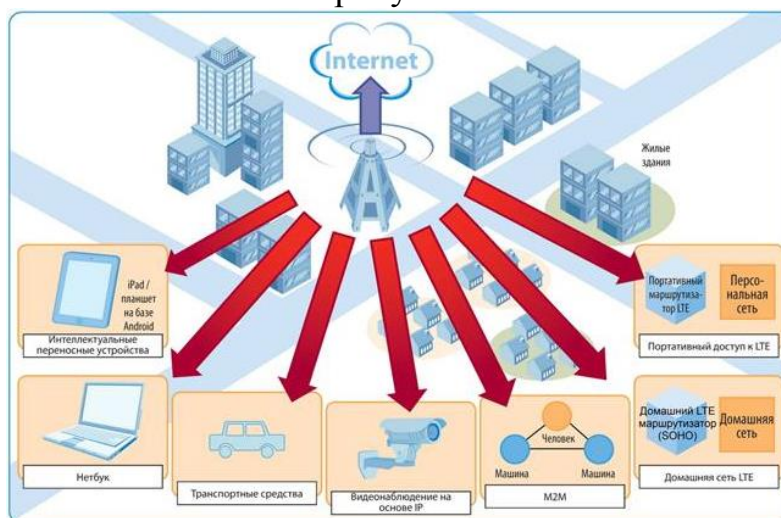 Internet
Жилые
здания
iPad /
планшет
на базе
Android
Интеллектуальные
переносные устройства
Портативный
маршрутиза-
тор LTE
Персо-
нальная
сеть
Портативный доступ к LTE
Нетбук
Транспортные средства
Видеонаблюдение на
основе IP
Человек
Машина
Машина
M2M
Домашний LTE
маршрутизатор
(SOHO)
Домашняя
сеть
Домашняя сеть LTE